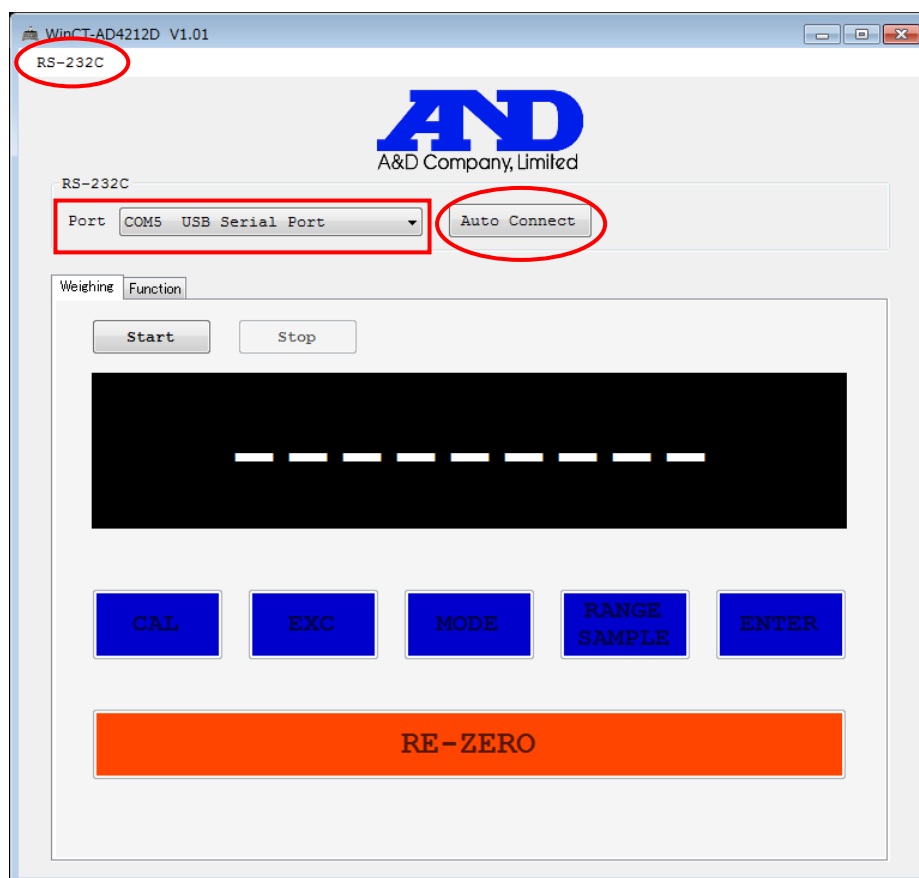 WinCT-AD4212D V1.01
RS-232C
AND
A&D Company, Limited
RS-232C
Port COM5 USB Serial Port Auto Connect
Weighing Function
Start Stop
– – – – – – – – –
CAL EXC MODE RANGE SAMPLE ENTER
RE-ZERO